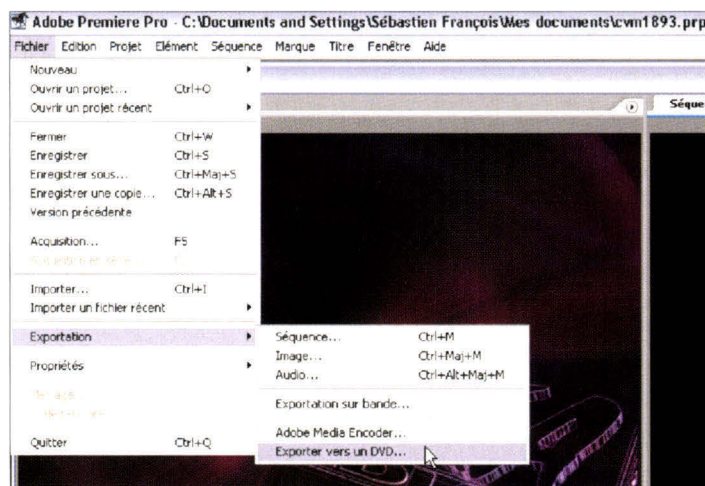 Adobe Premiere Pro - C:\Documents and Settings\Sébastien François\Mes documents\cvm1893.prp
Fichier Edition Projet Elément Séquence Marque Titre Fenêtre Aide
Nouveau
Ouvrir un projet... Ctrl+O
Ouvrir un projet récent
Séque
Fermer Ctrl+W
Enregistrer Ctrl+S
Enregistrer sous... Ctrl+Maj+S
Enregistrer une copie... Ctrl+Alt+S
Version précédente
Acquisition... F5
Importer... Ctrl+I
Importer un fichier récent
Exportation
Propriétés
Quitter Ctrl+Q
Séquence... Ctrl+M
Image... Ctrl+Maj+M
Audio... Ctrl+Alt+Maj+M
Exportation sur bande...
Adobe Media Encoder...
Exporter vers un DVD...